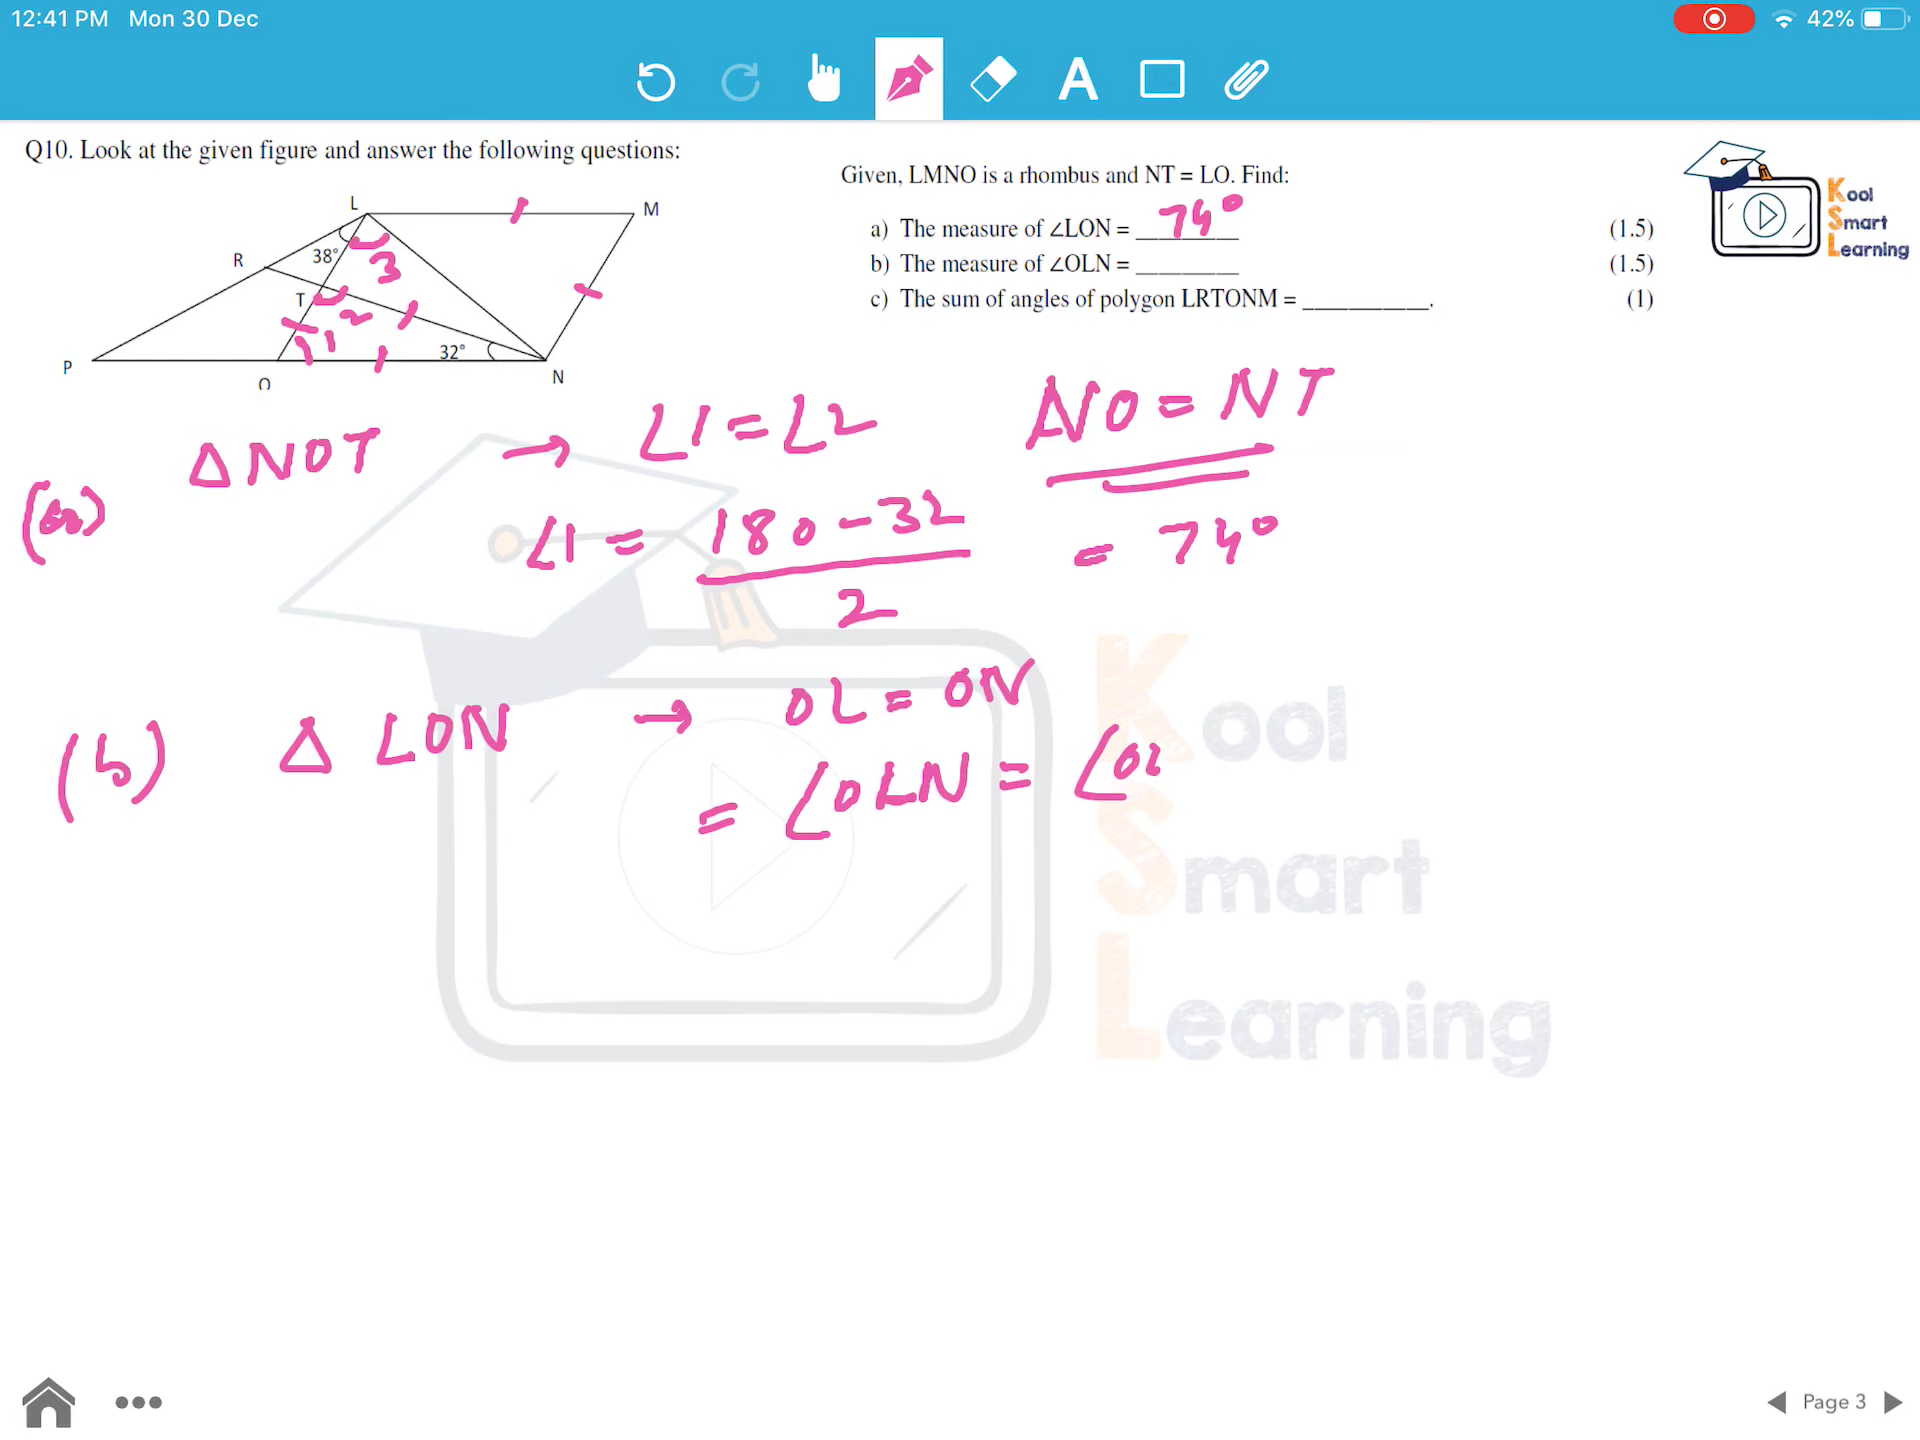 12:41 PM Mon 30 Dec
42%
Q10. Look at the given figure and answer the following questions:
Given, LMNO is a rhombus and NT = LO. Find:
a) The measure of ∠LON = 74° (1.5)
b) The measure of ∠OLN = ________ (1.5)
c) The sum of angles of polygon LRTONM = __________. (1)
Kool
Smart
Learning
L
M
R
38°
3
T
2
1
32°
P
O
N
(a) Δ NOT → ∠1 = ∠2 NO = NT
∠1 = 180 - 32 / 2 = 74°
(b) Δ LON → OL = ON
= ∠OLN = ∠OL
Kool
Smart
Learning
Page 3